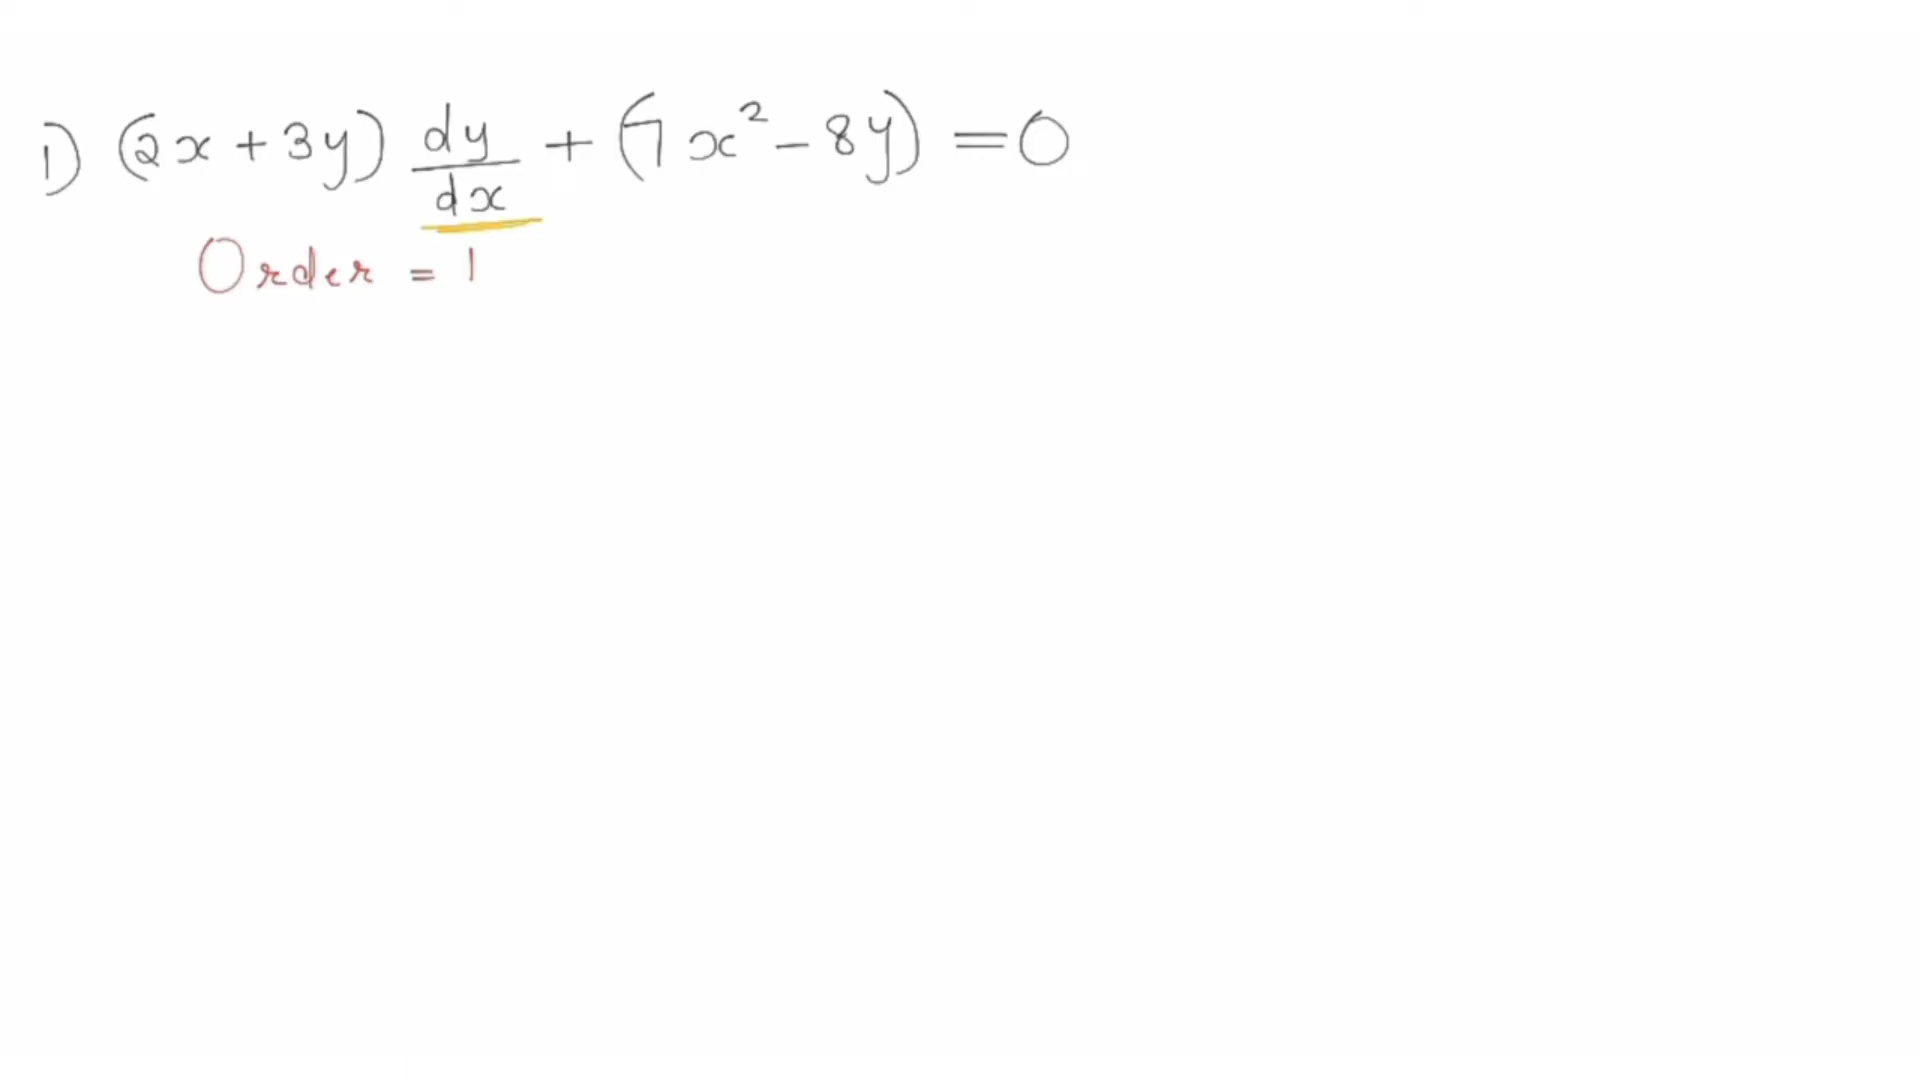 1) (2x + 3y) dy/dx + (7x² - 8y) = 0
Order = 1